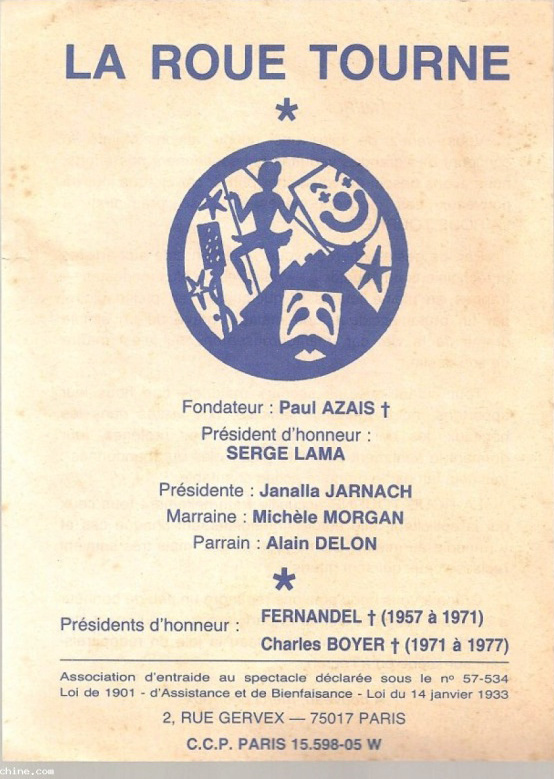 LA ROUE TOURNE
*
Fondateur : Paul AZAIS †
Président d'honneur :
SERGE LAMA
Présidente : Janalla JARNACH
Marraine : Michèle MORGAN
Parrain : Alain DELON
*
Présidents d'honneur : FERNANDEL † (1957 à 1971)
Charles BOYER † (1971 à 1977)
Association d'entraide au spectacle déclarée sous le nº 57-534
Loi de 1901 - d'Assistance et de Bienfaisance - Loi du 14 janvier 1933
2, RUE GERVEX — 75017 PARIS
C.C.P. PARIS 15.598-05 W
chine.com